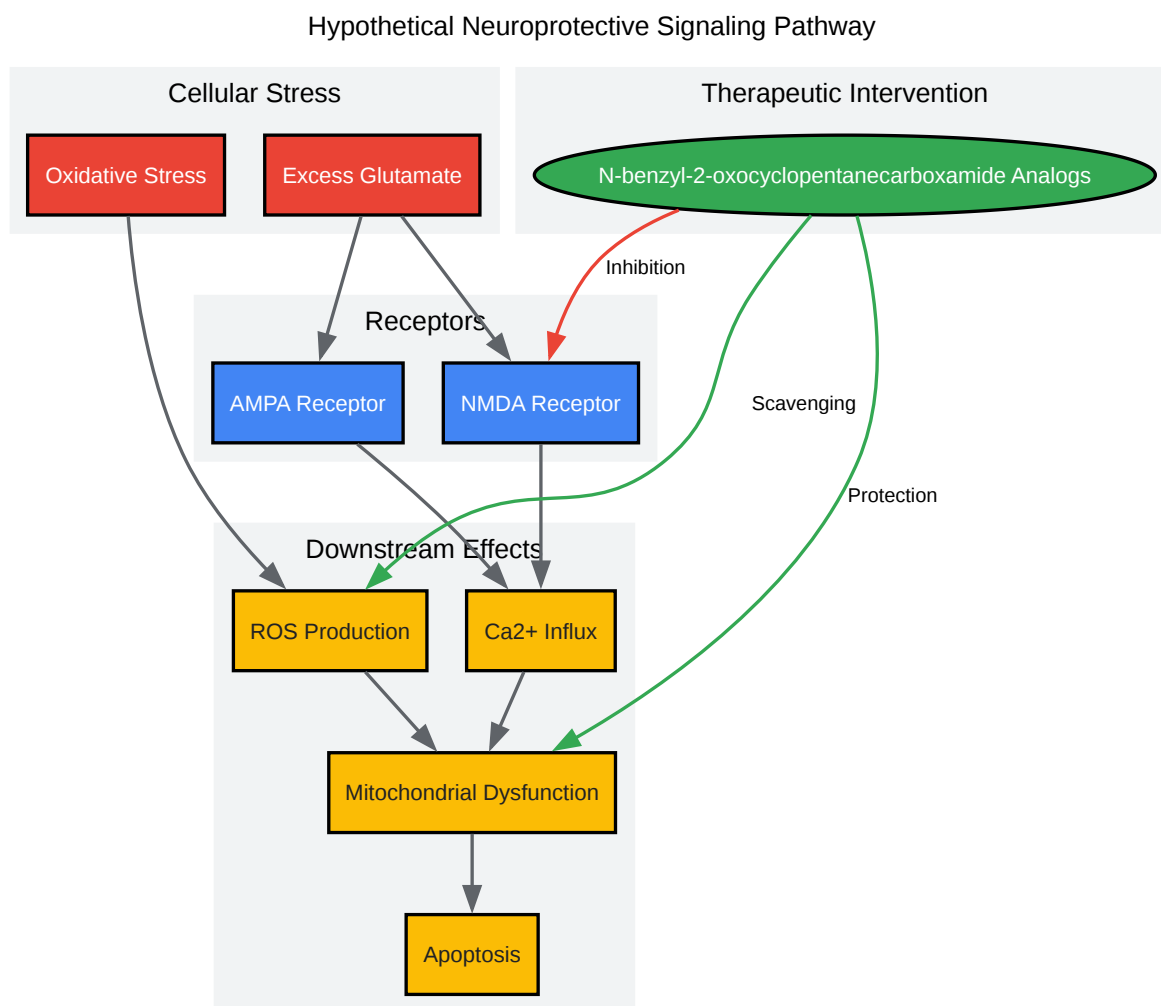 Hypothetical Neuroprotective Signaling Pathway
Cellular Stress
Therapeutic Intervention
Oxidative Stress
Excess Glutamate
N-benzyl-2-oxocyclopentanecarboxamide Analogs
Inhibition
Receptors
AMPA Receptor
NMDA Receptor
Scavenging
Protection
Downstream Effects
ROS Production
Ca2+ Influx
Mitochondrial Dysfunction
Apoptosis